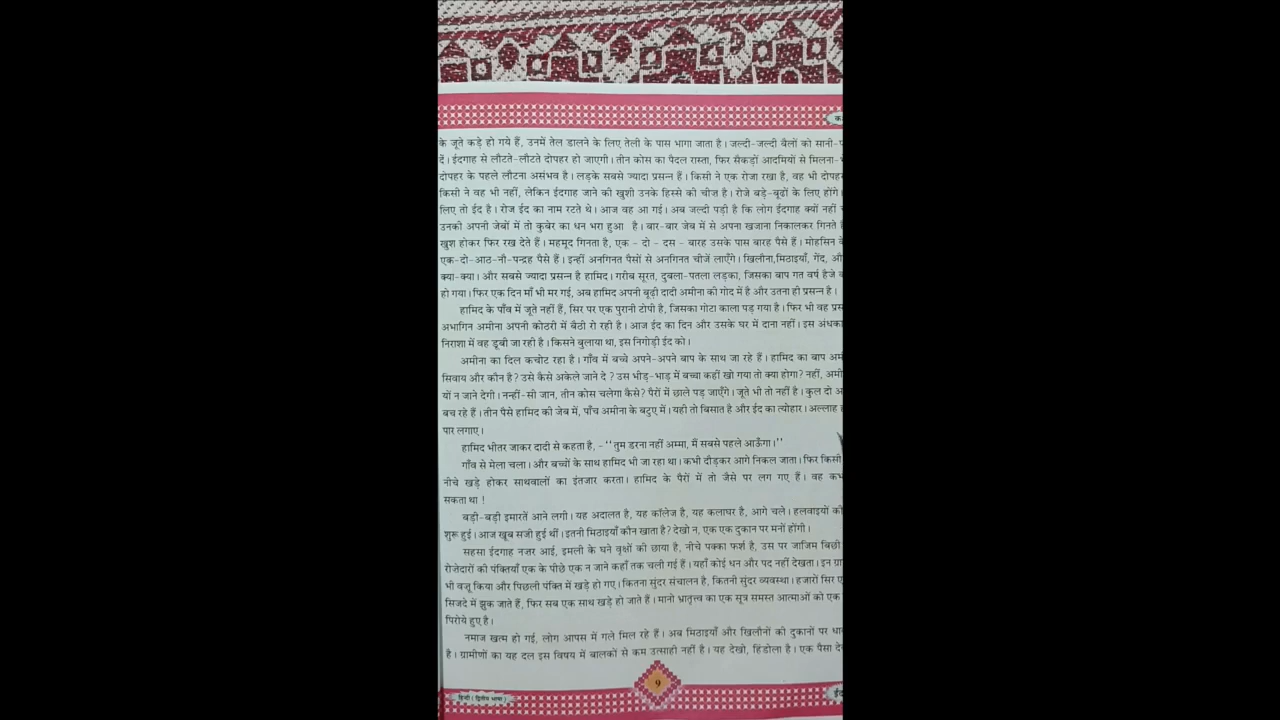 के जूते कड़े हो गये हैं, उनमें तेल डालने के लिए तेली के पास भागा जाता है। जल्दी-जल्दी बैलों को सानी-
दें। ईदगाह से लौटते-लौटते दोपहर हो जाएगी। तीन कोस का पैदल रास्ता, फिर सैकड़ों आदमियों से मिलना-
दोपहर के पहले लौटना असंभव है। लड़के सबसे ज्यादा प्रसन्न हैं। किसी ने एक रोजा रखा है, वह भी दोपह
किसी ने वह भी नहीं, लेकिन ईदगाह जाने की खुशी उनके हिस्से की चीज है। रोजे बड़े-बूढों के लिए होंगे।
लिए तो ईद है। रोज ईद का नाम रटते थे। आज वह आ गई। अब जल्दी पड़ी है कि लोग ईदगाह क्यों नहीं
उनकी अपनी जेबों में तो कुबेर का धन भरा हुआ है। बार-बार जेब में से अपना खजाना निकालकर गिनते
खुश होकर फिर रख देते हैं। महमूद गिनता है, एक - दो - दस - बारह उसके पास बारह पैसे हैं। मोहसिन
एक-दो-आठ-नौ-पन्द्रह पैसे हैं। इन्हीं अनगिनत पैसों से अनगिनत चीजें लाएँगे। खिलौना,मिठाइयाँ, गेंद,
क्या-क्या। और सबसे ज्यादा प्रसन्न है हामिद। गरीब सूरत, दुबला-पतला लड़का, जिसका बाप गत वर्ष हैजे
हो गया। फिर एक दिन माँ भी मर गई, अब हामिद अपनी बूढ़ी दादी अमीना की गोद में है और उतना ही प्रसन्न है।
हामिद के पाँव में जूते नहीं हैं, सिर पर एक पुरानी टोपी है, जिसका गोटा काला पड़ गया है। फिर भी वह प्रस
अभागिन अमीना अपनी कोठरी में बैठी रो रही है। आज ईद का दिन और उसके घर में दाना नहीं। इस अंधका
निराशा में वह डूबी जा रही है। किसने बुलाया था, इस निगोड़ी ईद को।
अमीना का दिल कचोट रहा है। गाँव में बच्चे अपने-अपने बाप के साथ जा रहे हैं। हामिद का बाप अम
सिवाय और कौन है? उसे कैसे अकेले जाने दे ? उस भीड़-भाड़ में बच्चा कहीं खो गया तो क्या होगा? नहीं, अमी
यों न जाने देगी। नन्हीं-सी जान, तीन कोस चलेगा कैसे? पैरों में छाले पड़ जाएँगे। जूते भी तो नहीं है। कुल दो
बच रहे हैं। तीन पैसे हामिद की जेब में, पाँच अमीना के बटुए में। यही तो बिसात है और ईद का त्योहार। अल्लाह
पार लगाए।
हामिद भीतर जाकर दादी से कहता है, -‘‘तुम डरना नहीं अम्मा, मैं सबसे पहले आऊँगा।’’
गाँव से मेला चला। और बच्चों के साथ हामिद भी जा रहा था। कभी दौड़कर आगे निकल जाता। फिर किसी
नीचे खड़े होकर साथवालों का इंतजार करता। हामिद के पैरों में तो जैसे पर लग गए हैं। वह कभ
सकता था !
बड़ी-बड़ी इमारतें आने लगी। यह अदालत है, यह कॉलेज है, यह कलाघर है, आगे चले। हलवाइयों की
शुरू हुई। आज खूब सजी हुई थीं। इतनी मिठाइयाँ कौन खाता है? देखो न, एक एक दुकान पर मनों होंगी।
सहसा ईदगाह नजर आई, इमली के घने वृक्षों की छाया है, नीचे पक्का फर्श है, उस पर जाजिम बिछी
रोजेदारों की पंक्तियाँ एक के पीछे एक न जाने कहाँ तक चली गई हैं। यहाँ कोई धन और पद नहीं देखता। इन ग्रा
भी वजू किया और पिछली पंक्ति में खड़े हो गए। कितना सुंदर संचालन है, कितनी सुंदर व्यवस्था। हजारों सिर
सिजदे में झुक जाते हैं, फिर सब एक साथ खड़े हो जाते हैं। मानो भ्रातृत्त्व का एक सूत्र समस्त आत्माओं को एक
पिरोये हुए है।
नमाज खत्म हो गई, लोग आपस में गले मिल रहे हैं। अब मिठाइयाँ और खिलौनों की दुकानों पर धा
है। ग्रामीणों का यह दल इस विषय में बालकों से कम उत्साही नहीं है। यह देखो, हिंडोला है। एक पैसा
9
हिन्दी ( द्वितीय भाषा )
ईद